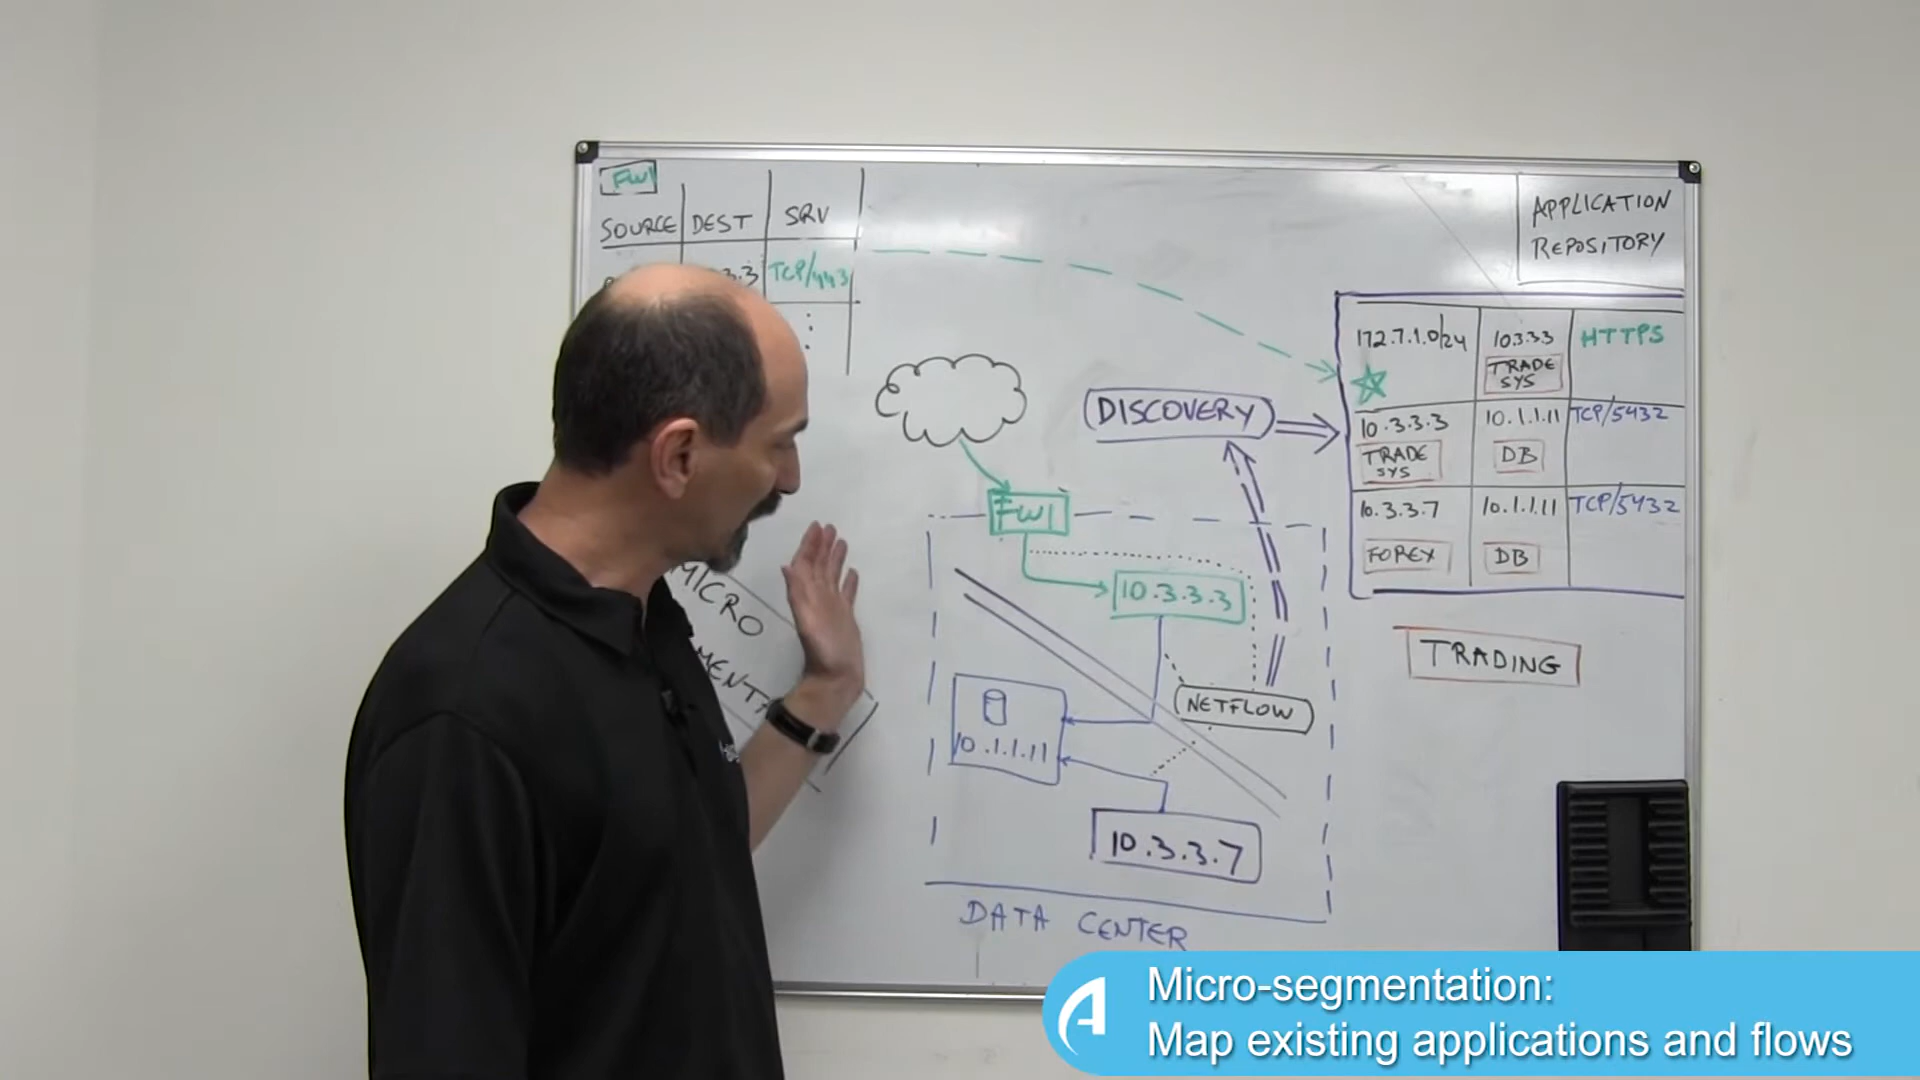 FW1
SOURCE DEST SRV
3.3 TCP/443
APPLICATION
REPOSITORY
172.7.1.0/24 10.3.3.3 HTTPS
TRADE
SYS
10.3.3.3 10.1.1.11 TCP/5432
TRADE
SYS
DB
10.3.3.7 10.1.1.11 TCP/5432
FOREX DB
TRADING
DISCOVERY
FW1
10.3.3.3
NETFLOW
10.1.1.11
10.3.3.7
DATA CENTER
MICRO
Micro-segmentation:
Map existing applications and flows